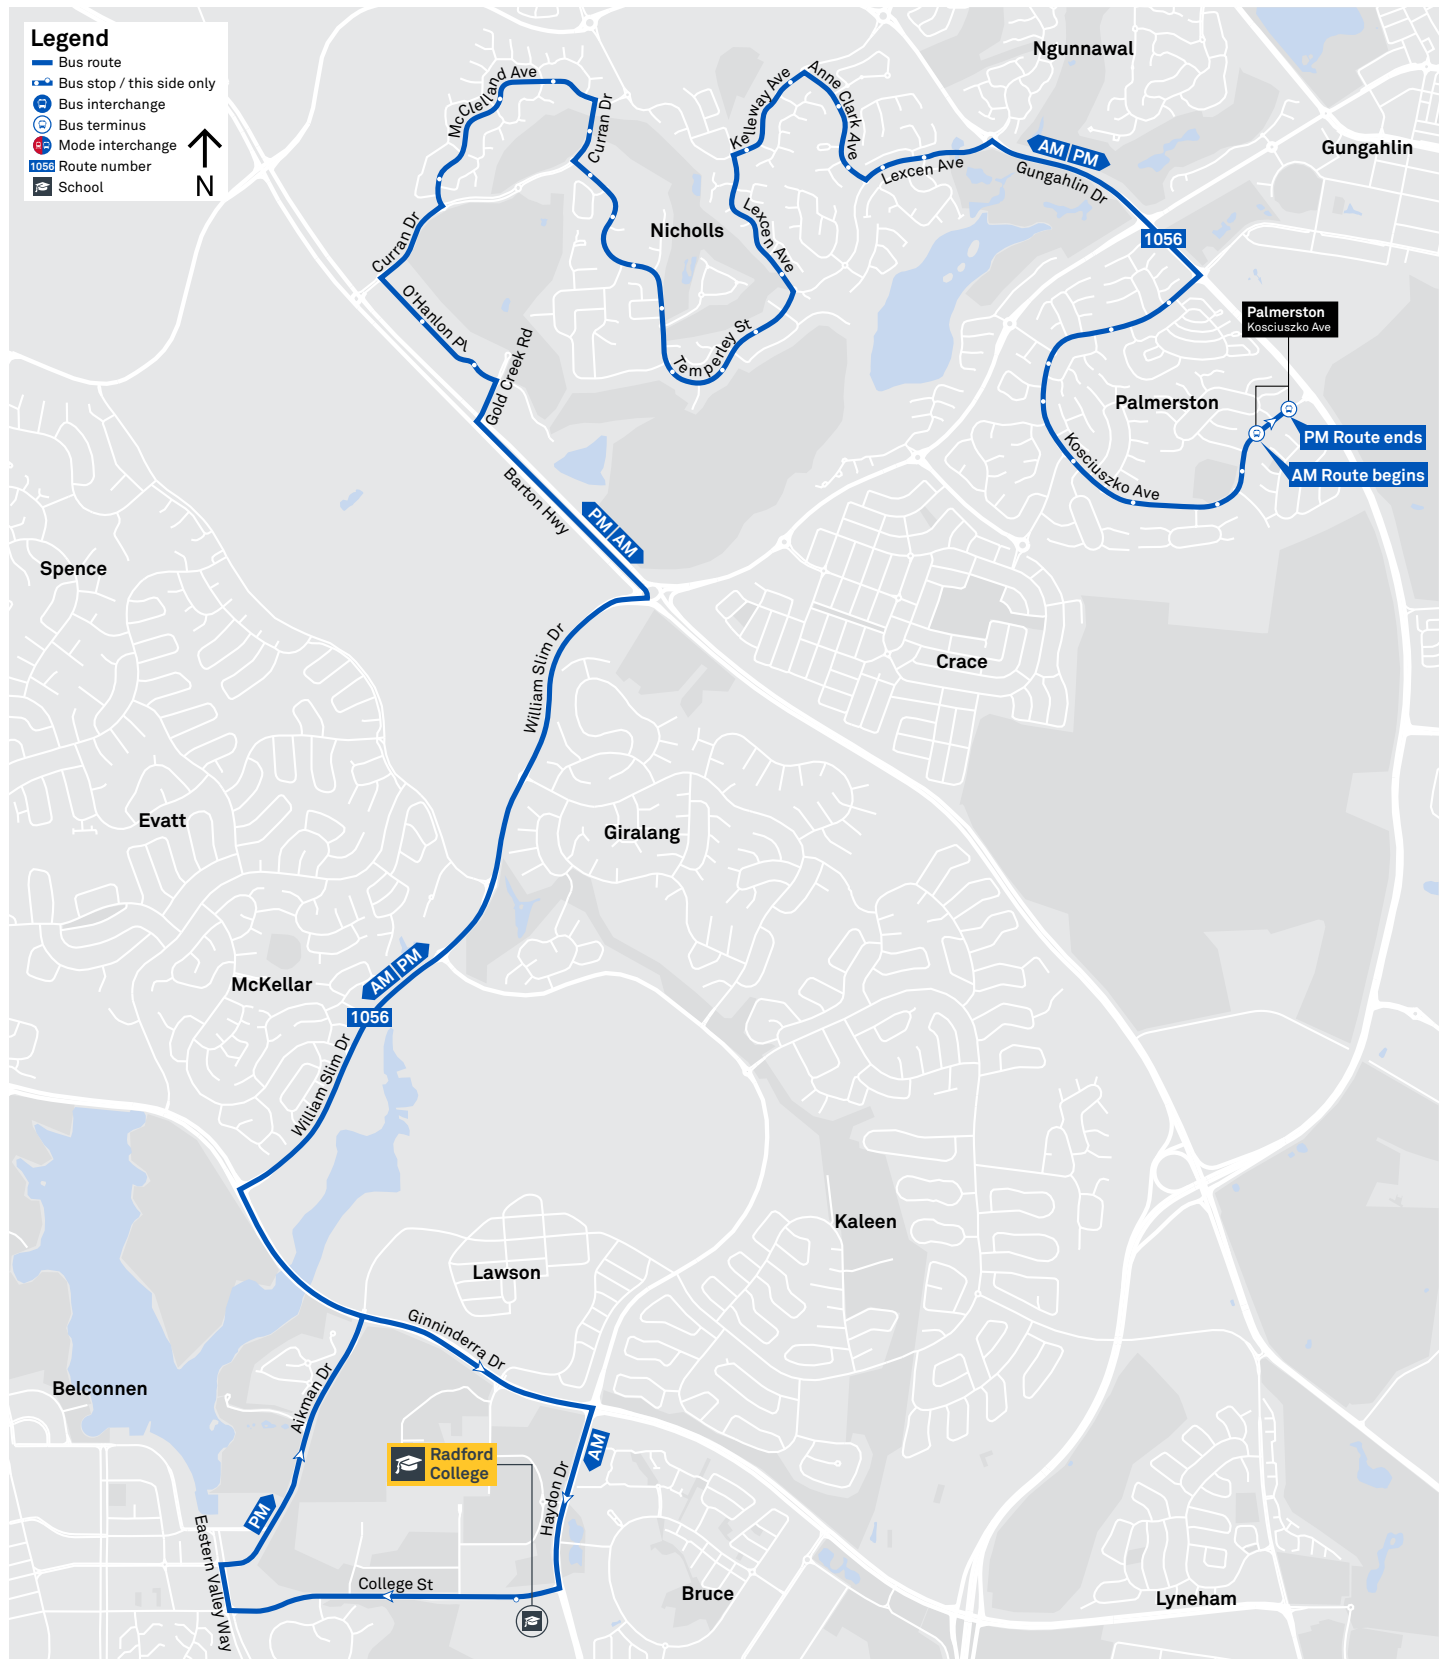 Legend
Bus route
Bus stop / this side only
Bus interchange
Bus terminus
Mode interchange
1056 Route number
School
N
Ngunnawal
Gungahlin
McClelland Ave
Curran Dr
Kelleway Ave
Anne Clark Ave
AM PM
Lexcen Ave
Gungahlin Dr
1056
Nicholls
Curran Dr
Lexcen Ave
O'Hanlon Pl
Gold Creek Rd
Temperley St
Palmerston
Kosciuszko Ave
Palmerston
PM Route ends
AM Route begins
Kosciuszko Ave
Barton Hwy
PM AM
Spence
William Slim Dr
Crace
Evatt
Giralang
McKellar
AM PM
1056
William Slim Dr
Kaleen
Lawson
Ginninderra Dr
Belconnen
Aikman Dr
Radford
College
AM
Haydon Dr
PM
Eastern Valley Way
College St
Bruce
Lyneham